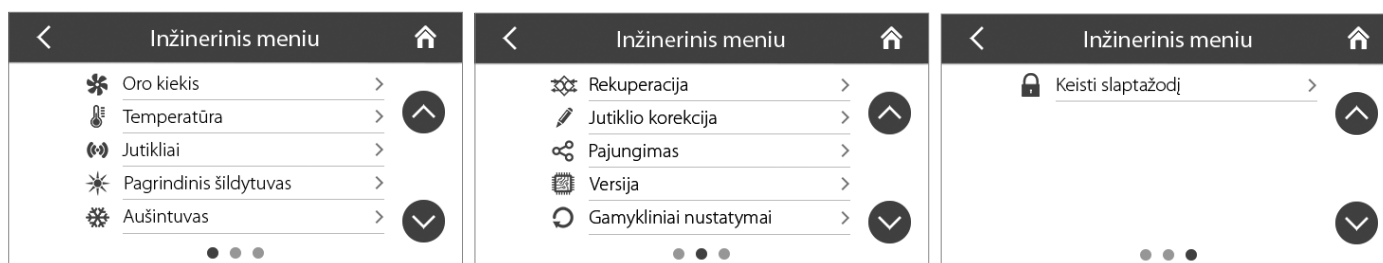 Inžinerinis meniu
Oro kiekis
Temperatūra
Jutikliai
Pagrindinis šildytuvas
Aušintuvas
Inžinerinis meniu
Rekuperacija
Jutiklio korekcija
Pajungimas
Versija
Gamykliniai nustatymai
Inžinerinis meniu
Keisti slaptažodį